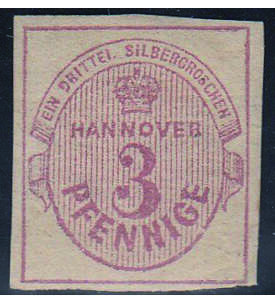 EIN DRITTEL SILBERGROSCHEN
HANNOVER
3
PFENNIGE